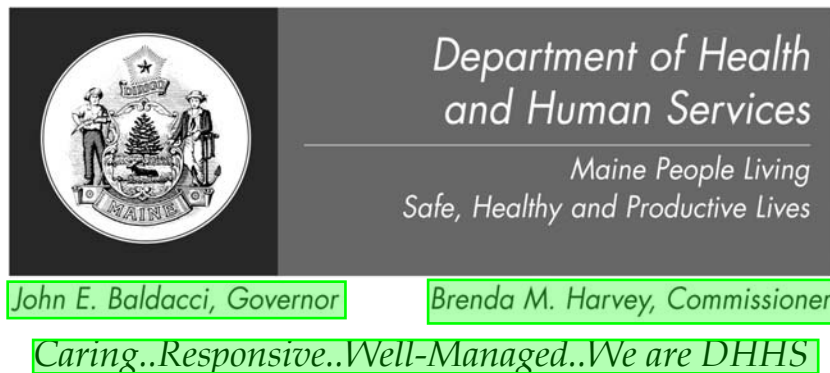 DIRIGO
MAINE
Department of Health
and Human Services
Maine People Living
Safe, Healthy and Productive Lives
John E. Baldacci, Governor
Brenda M. Harvey, Commissioner
Caring..Responsive..Well-Managed..We are DHHS